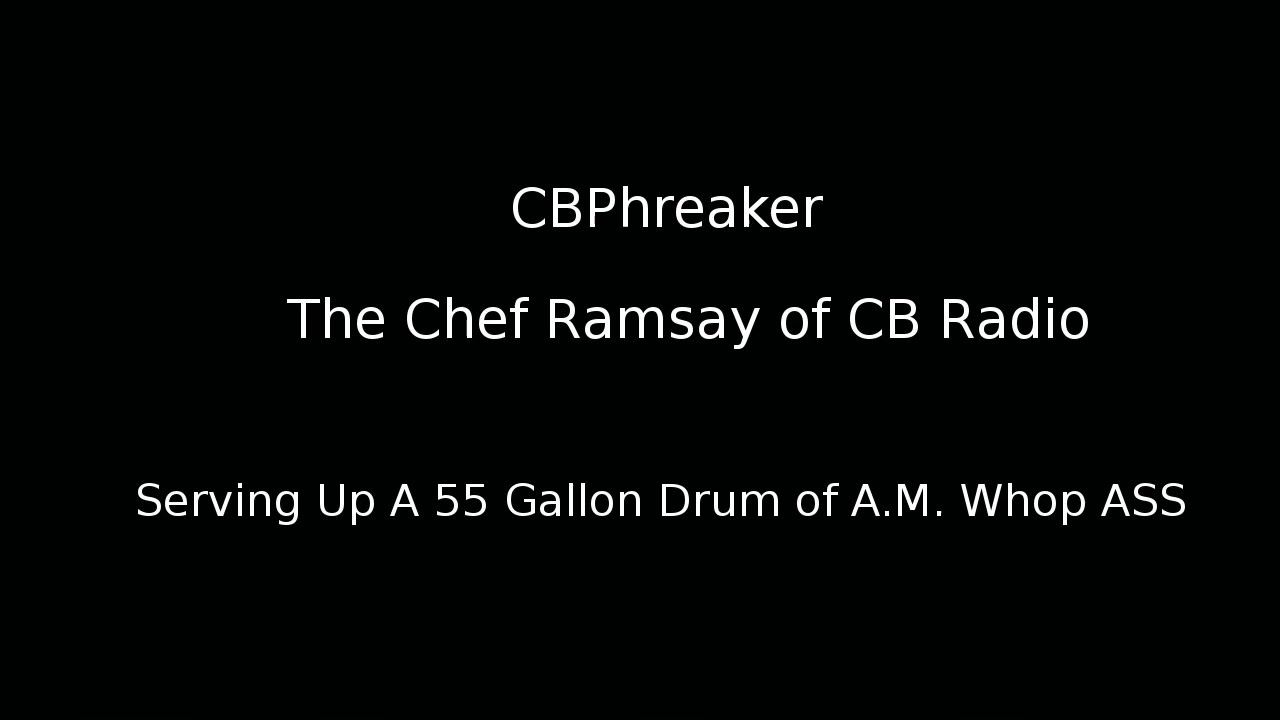 CBPhreaker
The Chef Ramsay of CB Radio
Serving Up A 55 Gallon Drum of A.M. Whop ASS